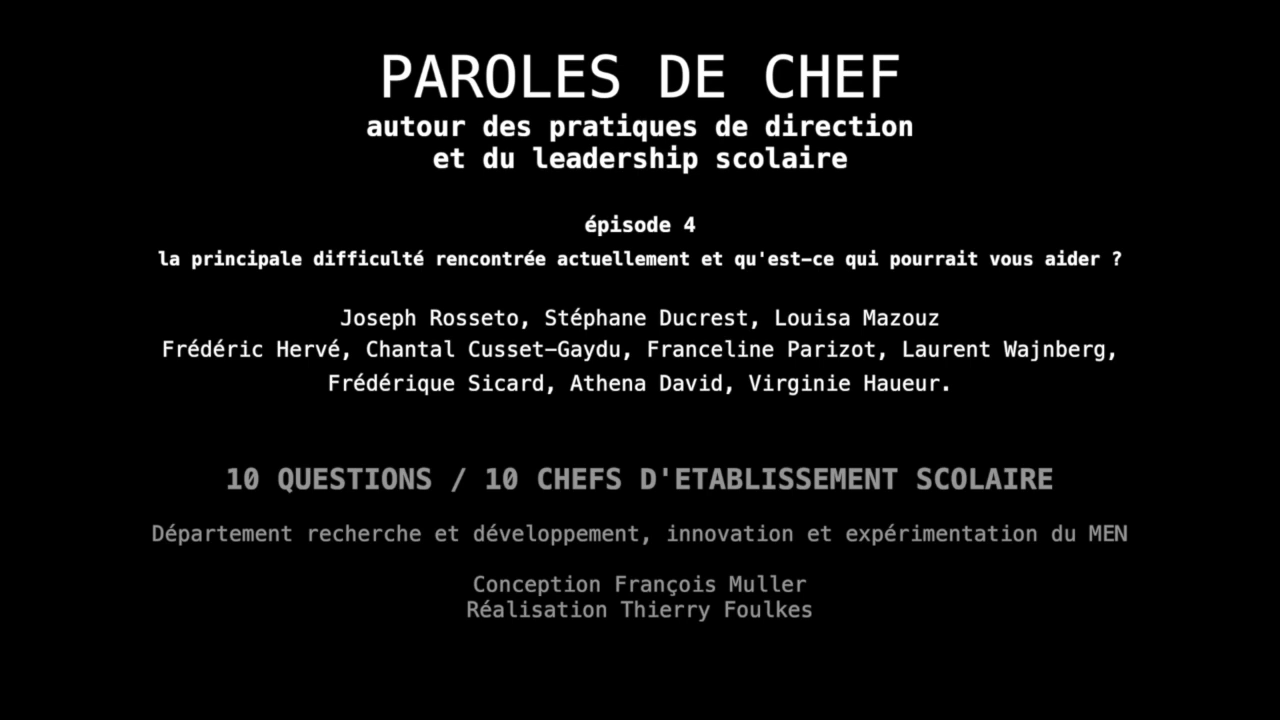 PAROLES DE CHEF
autour des pratiques de direction
et du leadership scolaire
épisode 4
la principale difficulté rencontrée actuellement et qu'est-ce qui pourrait vous aider ?
Joseph Rosseto, Stéphane Ducrest, Louisa Mazouz
Frédéric Hervé, Chantal Cusset-Gaydu, Franceline Parizot, Laurent Wajnberg,
Frédérique Sicard, Athena David, Virginie Haueur.
10 QUESTIONS / 10 CHEFS D'ETABLISSEMENT SCOLAIRE
Département recherche et développement, innovation et expérimentation du MEN
Conception François Muller
Réalisation Thierry Foulkes